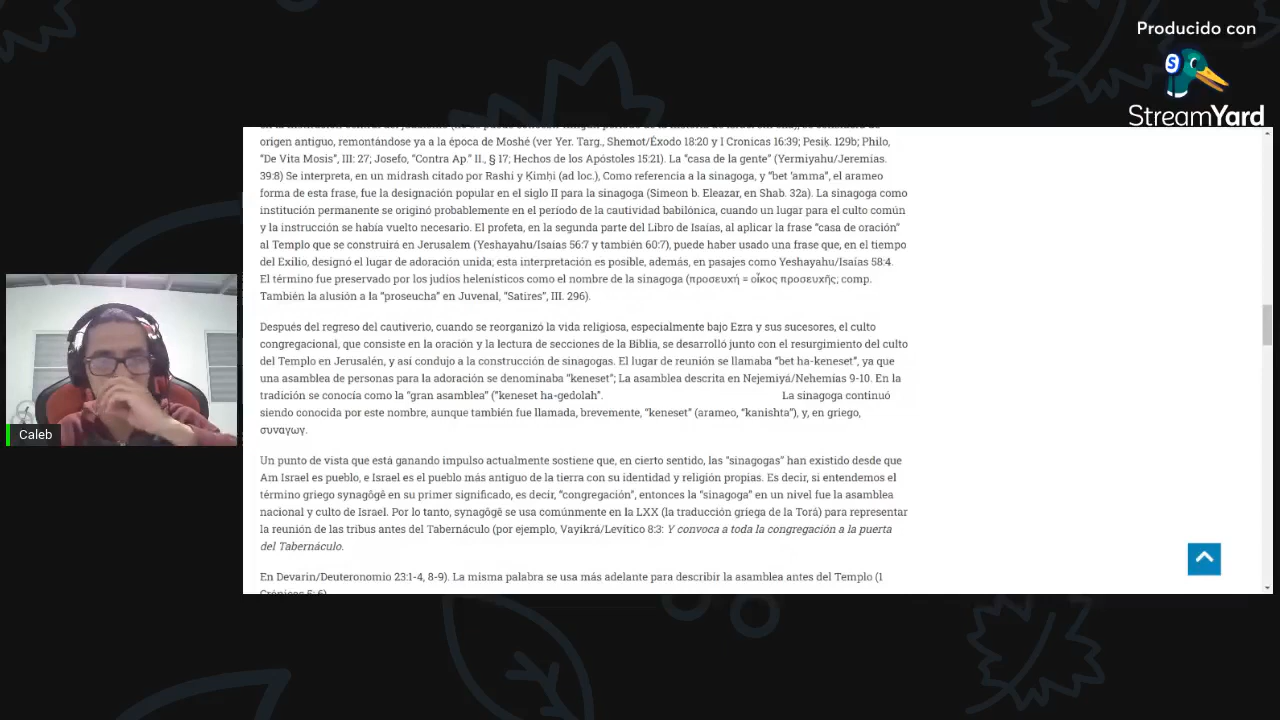 Producido con
StreamYard
origen antiguo, remontándose ya a la época de Moshé (ver Yer. Targ., Shemot/Éxodo 18:20 y I Cronicas 16:39; Pesiḳ. 129b; Philo,
“De Vita Mosis”, III: 27; Josefo, “Contra Ap.” II., § 17; Hechos de los Apóstoles 15:21). La “casa de la gente” (Yermiyahu/Jeremías.
39:8) Se interpreta, en un midrash citado por Rashi y Ḳimḥi (ad loc.), Como referencia a la sinagoga, y “bet ‘amma”, el arameo
forma de esta frase, fue la designación popular en el siglo II para la sinagoga (Simeon b. Eleazar, en Shab. 32a). La sinagoga como
institución permanente se originó probablemente en el período de la cautividad babilónica, cuando un lugar para el culto común
y la instrucción se había vuelto necesario. El profeta, en la segunda parte del Libro de Isaías, al aplicar la frase “casa de oración”
al Templo que se construirá en Jerusalem (Yeshayahu/Isaías 56:7 y también 60:7), puede haber usado una frase que, en el tiempo
del Exilio, designó el lugar de adoración unida; esta interpretación es posible, además, en pasajes como Yeshayahu/Isaías 58:4.
El término fue preservado por los judíos helenísticos como el nombre de la sinagoga (προσευχή = οἶκος προσευχῆς; comp.
También la alusión a la “proseucha” en Juvenal, “Satires”, III. 296).
Después del regreso del cautiverio, cuando se reorganizó la vida religiosa, especialmente bajo Ezra y sus sucesores, el culto
congregacional, que consiste en la oración y la lectura de secciones de la Biblia, se desarrolló junto con el resurgimiento del culto
del Templo en Jerusalén, y así condujo a la construcción de sinagogas. El lugar de reunión se llamaba “bet ha-keneset”, ya que
una asamblea de personas para la adoración se denominaba “keneset”; La asamblea descrita en Nejemiyá/Nehemías 9-10. En la
tradición se conocía como la “gran asamblea” (“keneset ha-gedolah”. La sinagoga continuó
siendo conocida por este nombre, aunque también fue llamada, brevemente, “keneset” (arameo, “kanishta”), y, en griego,
συναγωγ.
Un punto de vista que está ganando impulso actualmente sostiene que, en cierto sentido, las “sinagogas” han existido desde que
Am Israel es pueblo, e Israel es el pueblo más antiguo de la tierra con su identidad y religión propias. Es decir, si entendemos el
término griego synagôgê en su primer significado, es decir, “congregación”, entonces la “sinagoga” en un nivel fue la asamblea
nacional y culto de Israel. Por lo tanto, synagôgê se usa comúnmente en la LXX (la traducción griega de la Torá) para representar
la reunión de las tribus antes del Tabernáculo (por ejemplo, Vayikrá/Levítico 8:3: Y convoca a toda la congregación a la puerta
del Tabernáculo.
En Devarin/Deuteronomio 23:1-4, 8-9). La misma palabra se usa más adelante para describir la asamblea antes del Templo (1
Crónicas 5: 6)
Caleb